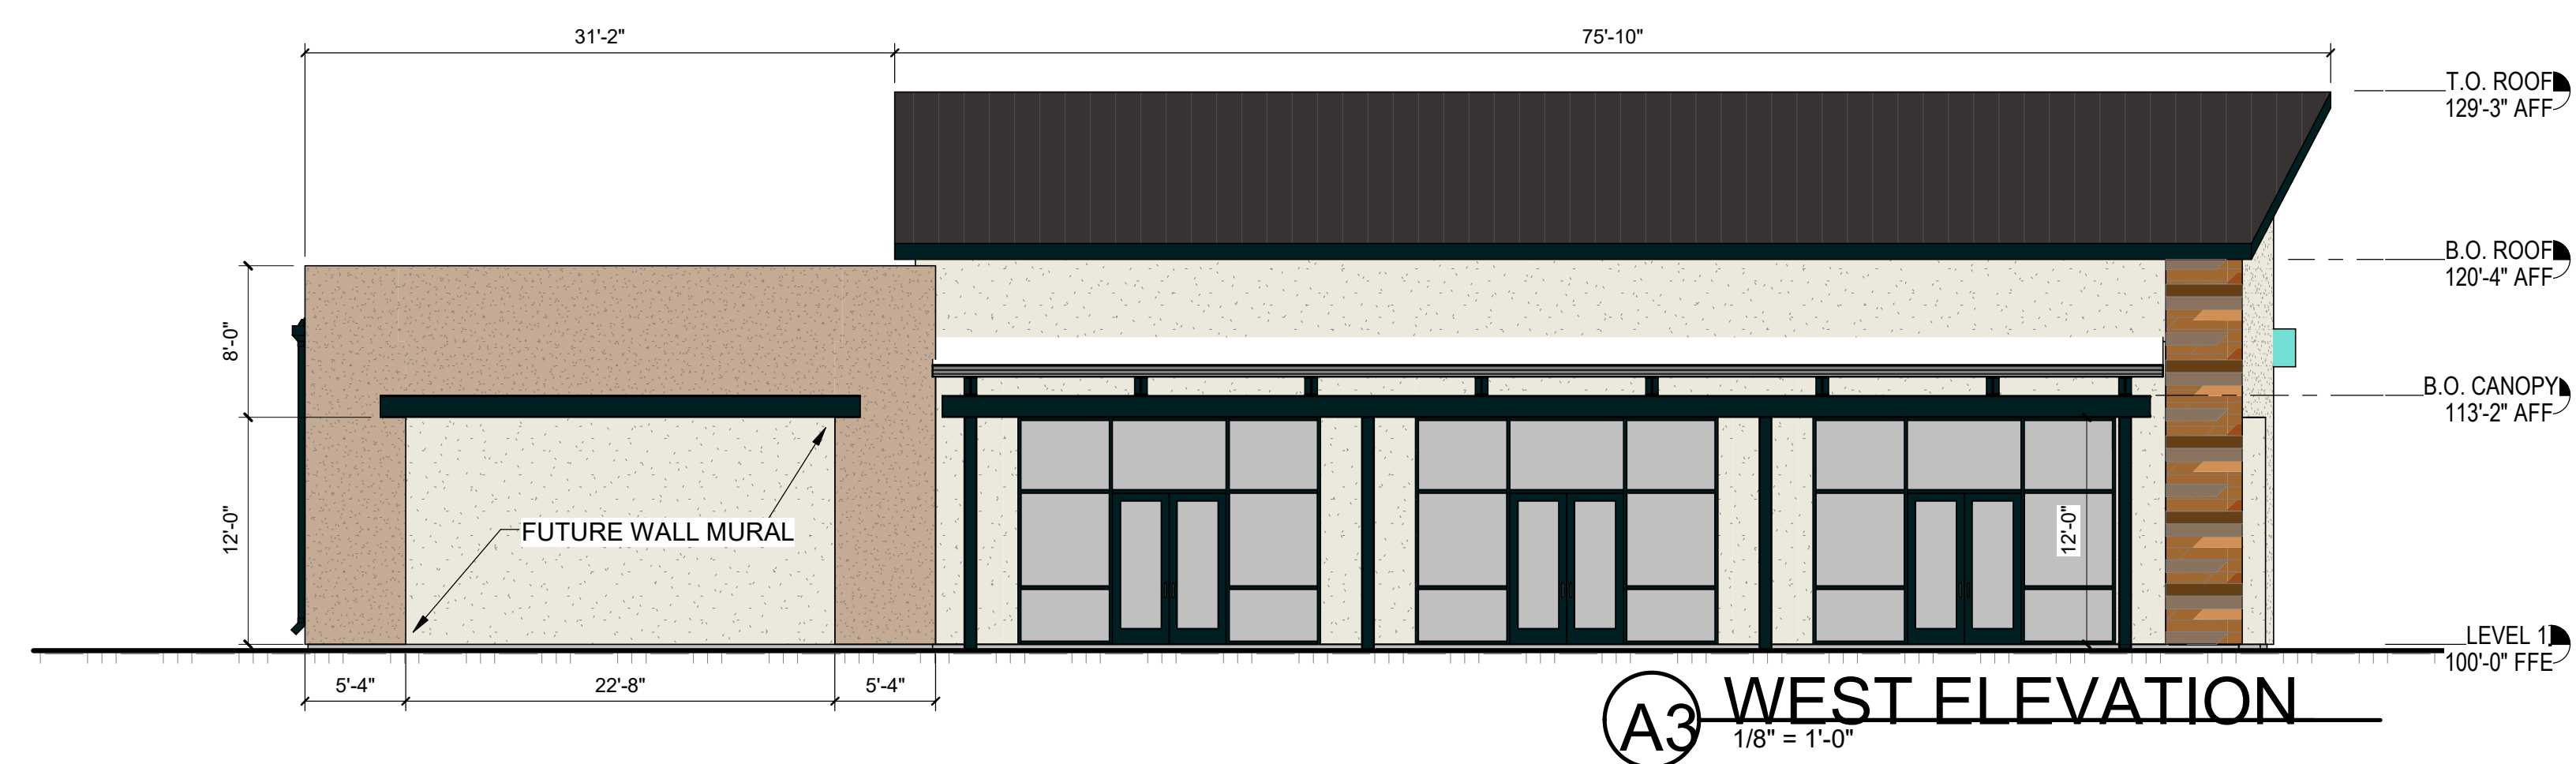 31'-2"
75'-10"
T.O. ROOF
129'-3" AFF
B.O. ROOF
120'-4" AFF
8'-0"
B.O. CANOPY
113'-2" AFF
12'-0"
FUTURE WALL MURAL
12'-0"
LEVEL 1
100'-0" FFE
5'-4"
22'-8"
5'-4"
A3
WEST ELEVATION
1/8" = 1'-0"